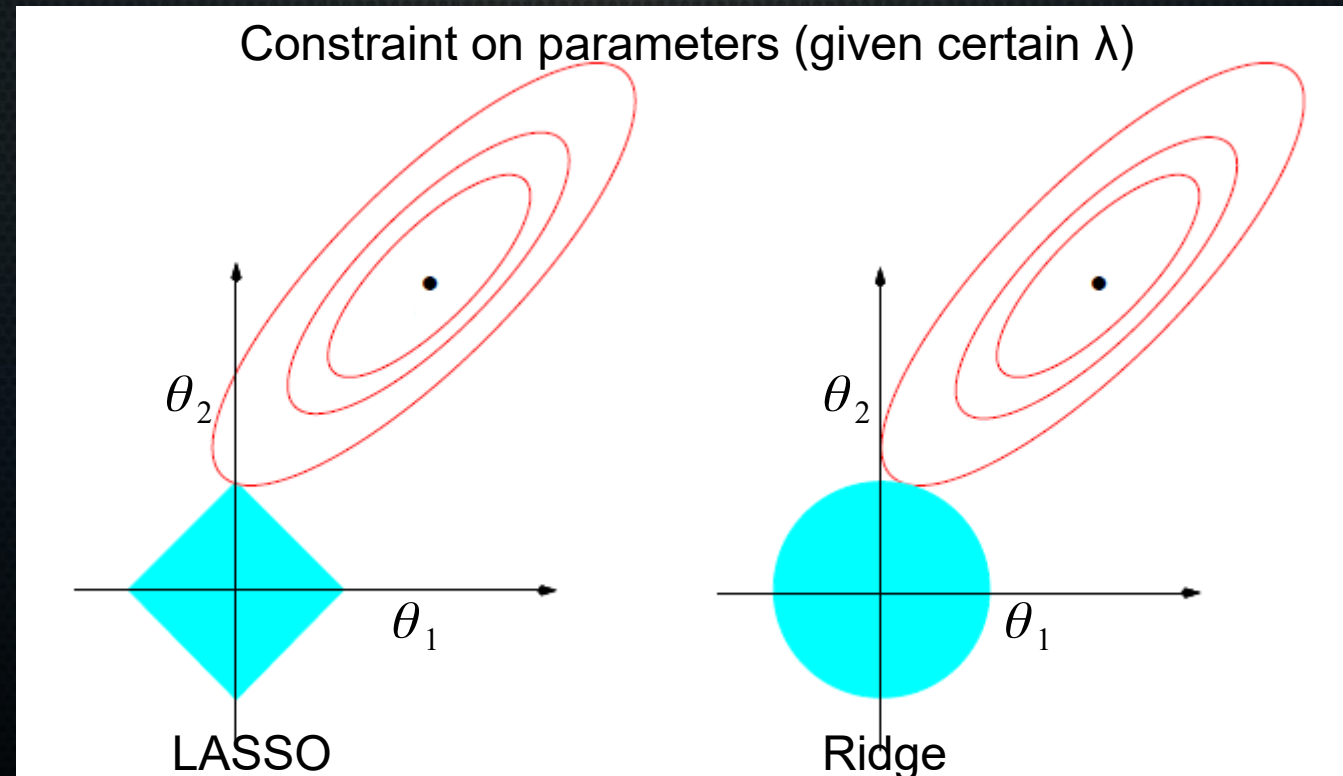 Constraint on parameters (given certain λ)
θ₂
θ₂
θ₁
θ₁
LASSO
Ridge